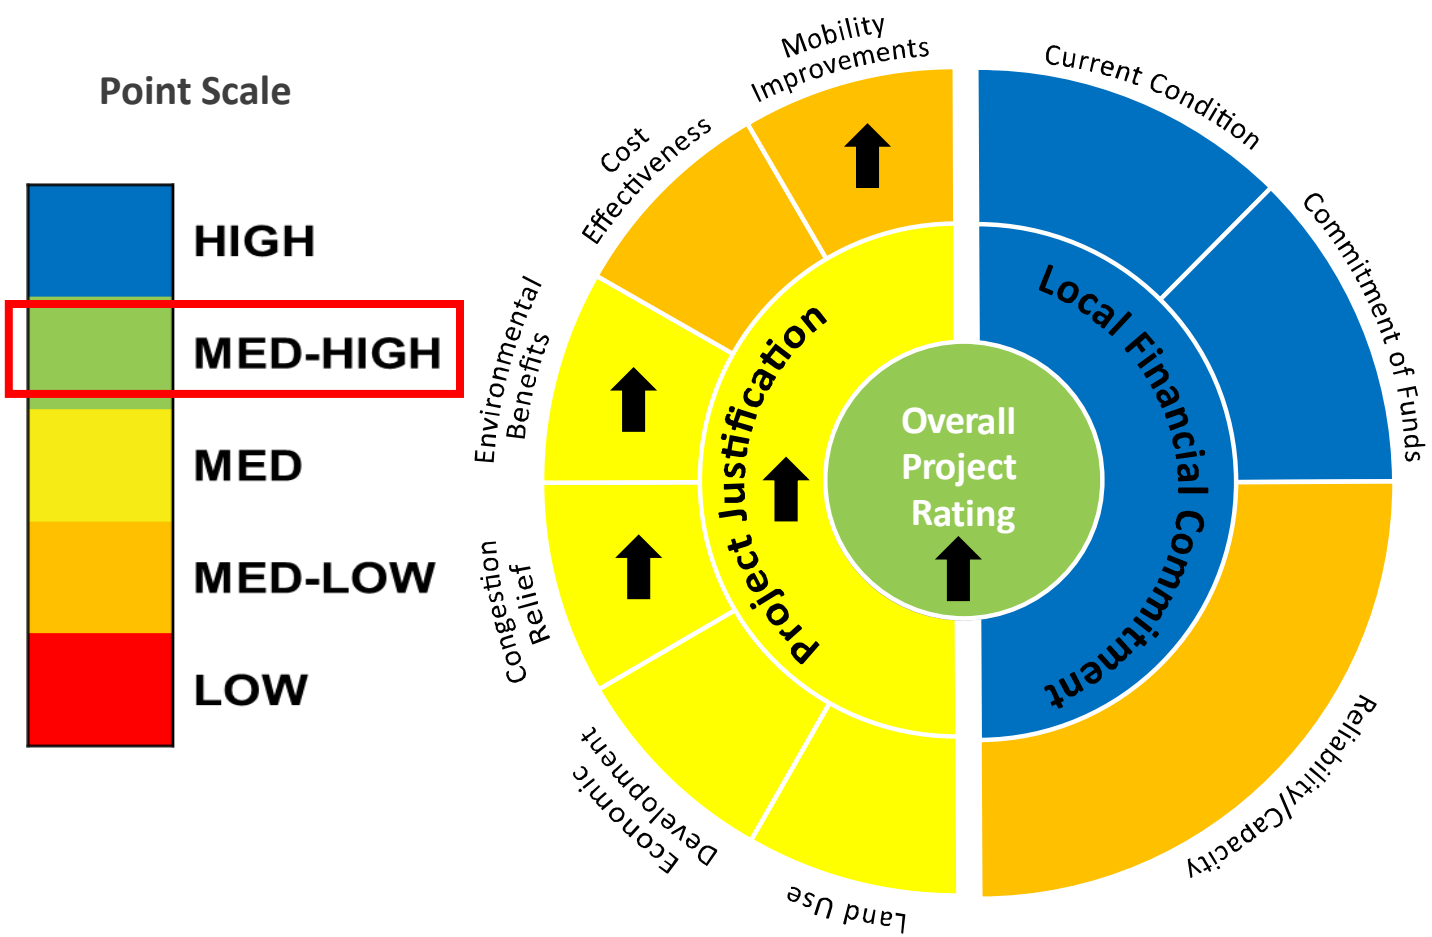 Point Scale
HIGH
MED-HIGH
MED
MED-LOW
LOW
Mobility
Improvements
Cost
Effectiveness
Environmental
Benefits
Congestion
Relief
Economic
Development
Land Use
Project Justification
Overall
Project
Rating
Local Financial Commitment
Current Condition
Commitment of Funds
Reliability/Capacity